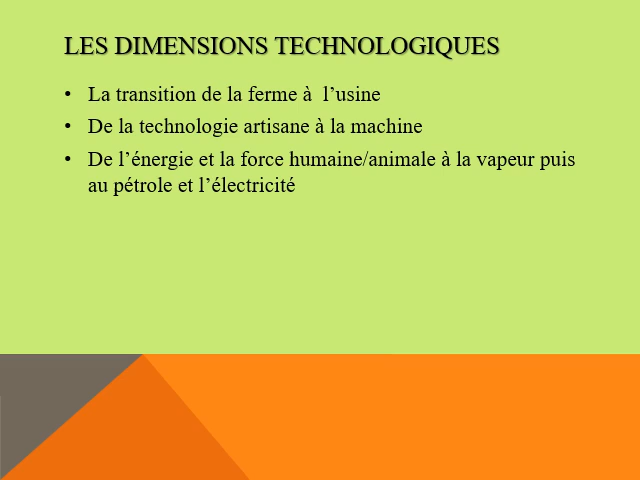 LES DIMENSIONS TECHNOLOGIQUES
• La transition de la ferme à  l’usine
• De la technologie artisane à la machine
• De l’énergie et la force humaine/animale à la vapeur puis
au pétrole et l’électricité